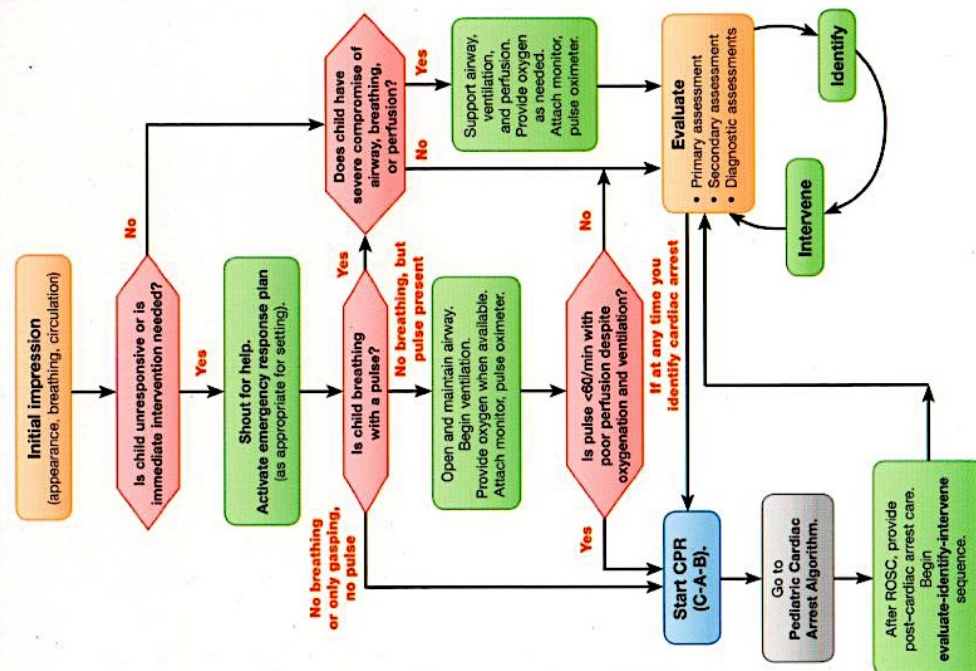 Initial impression
(appearance, breathing, circulation)
Is child unresponsive or is
immediate intervention needed?
No
Yes
Shout for help.
Activate emergency response plan
(as appropriate for setting).
Is child breathing
with a pulse?
Yes
Does child have
severe compromise of
airway, breathing,
or perfusion?
Yes
No
Support airway,
ventilation,
and perfusion.
Provide oxygen
as needed.
Attach monitor,
pulse oximeter.
No breathing
or only gasping,
no pulse
No breathing, but
pulse present
Open and maintain airway.
Begin ventilation.
Provide oxygen when available.
Attach monitor, pulse oximeter.
Is pulse <60/min with
poor perfusion despite
oxygenation and ventilation?
No
Yes
Evaluate
• Primary assessment
• Secondary assessments
• Diagnostic assessments
Identify
Intervene
If at any time you
identify cardiac arrest
Start CPR
(C-A-B).
Go to
Pediatric Cardiac
Arrest Algorithm.
After ROSC, provide
post–cardiac arrest care.
Begin
evaluate-identify-intervene
sequence.